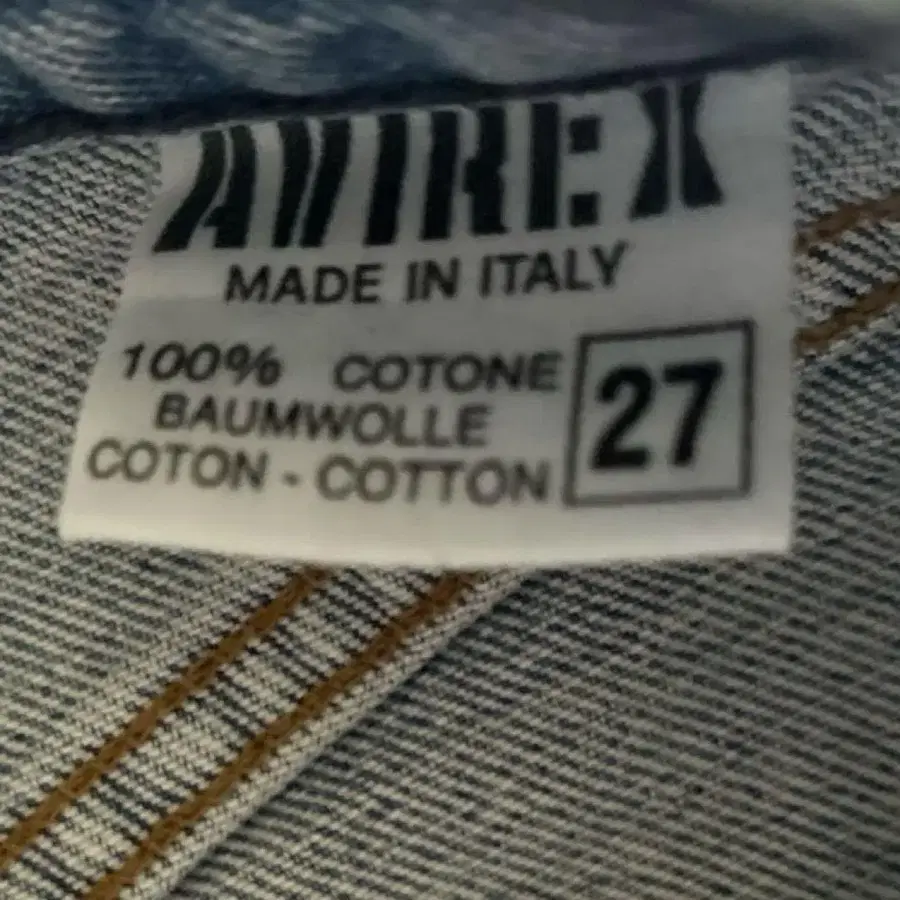 AVIREX
MADE IN ITALY
100% COTONE
BAUMWOLLE
COTON - COTTON
27